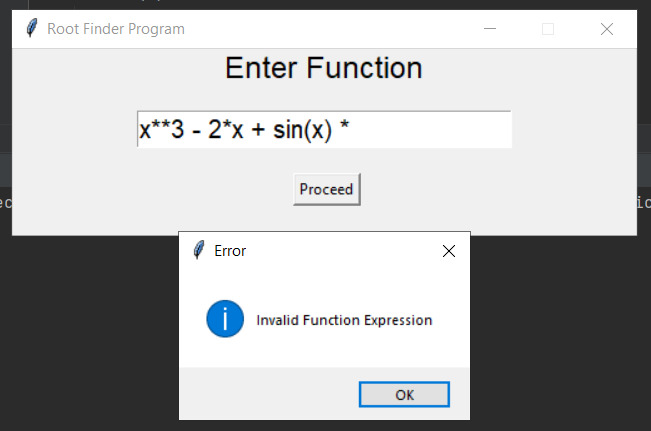 Root Finder Program
Enter Function
x**3 - 2*x + sin(x) *
Proceed
Error
Invalid Function Expression
OK